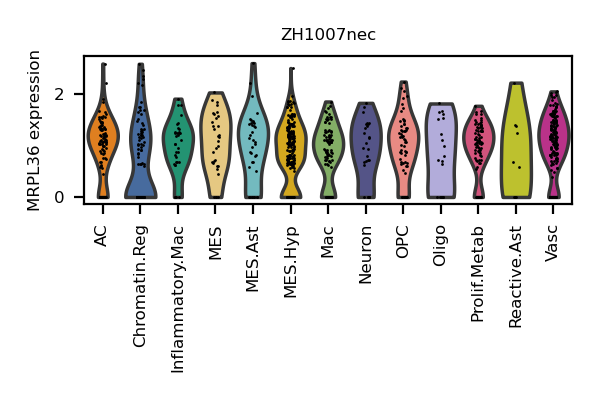 ZH1007nec
MRPL36 expression
2
0
AC
Chromatin.Reg
Inflammatory.Mac
MES
MES.Ast
MES.Hyp
Mac
Neuron
OPC
Oligo
Prolif.Metab
Reactive.Ast
Vasc